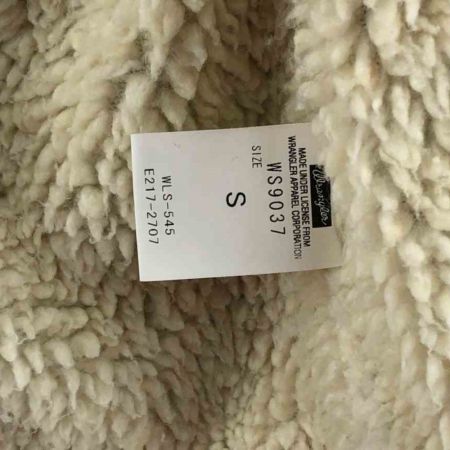 Wrangler
MADE UNDER LICENSE FROM
WRANGLER APPAREL CORPORATION
WS9037
SIZE
S
WLS-545
E217-2707